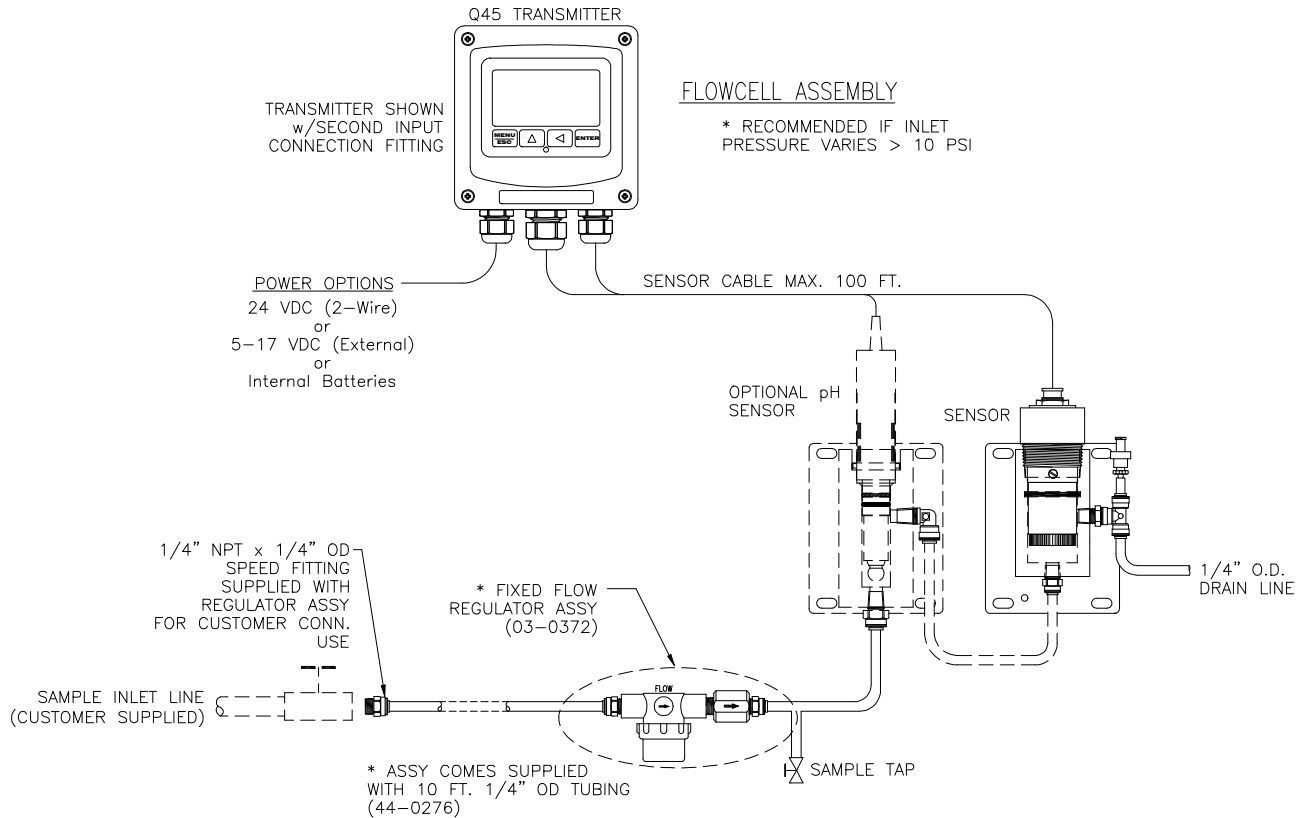 Q45 TRANSMITTER
TRANSMITTER SHOWN
w/SECOND INPUT
CONNECTION FITTING
MENU
ESC
ENTER
FLOWCELL ASSEMBLY
* RECOMMENDED IF INLET
PRESSURE VARIES > 10 PSI
POWER OPTIONS
24 VDC (2-Wire)
or
5-17 VDC (External)
or
Internal Batteries
SENSOR CABLE MAX. 100 FT.
OPTIONAL pH
SENSOR
SENSOR
1/4" O.D.
DRAIN LINE
1/4" NPT x 1/4" OD
SPEED FITTING
SUPPLIED WITH
REGULATOR ASSY
FOR CUSTOMER CONN.
USE
* FIXED FLOW
REGULATOR ASSY
(03-0372)
SAMPLE INLET LINE
(CUSTOMER SUPPLIED)
FLOW
* ASSY COMES SUPPLIED
WITH 10 FT. 1/4" OD TUBING
(44-0276)
SAMPLE TAP